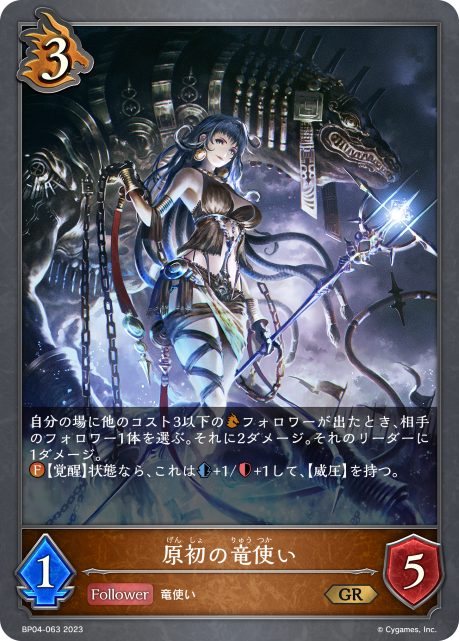 3
自分の場に他のコスト3以下のフォロワーが出たとき、相手
のフォロワー1体を選ぶ。それに2ダメージ。それのリーダーに
1ダメージ。
F【覚醒】状態なら、これは+1/+1して、【威圧】を持つ。
げんしょ りゅうつか
原初の竜使い
1
Follower 竜使い
GR
5
BP04-063 2023
© Cygames, Inc.